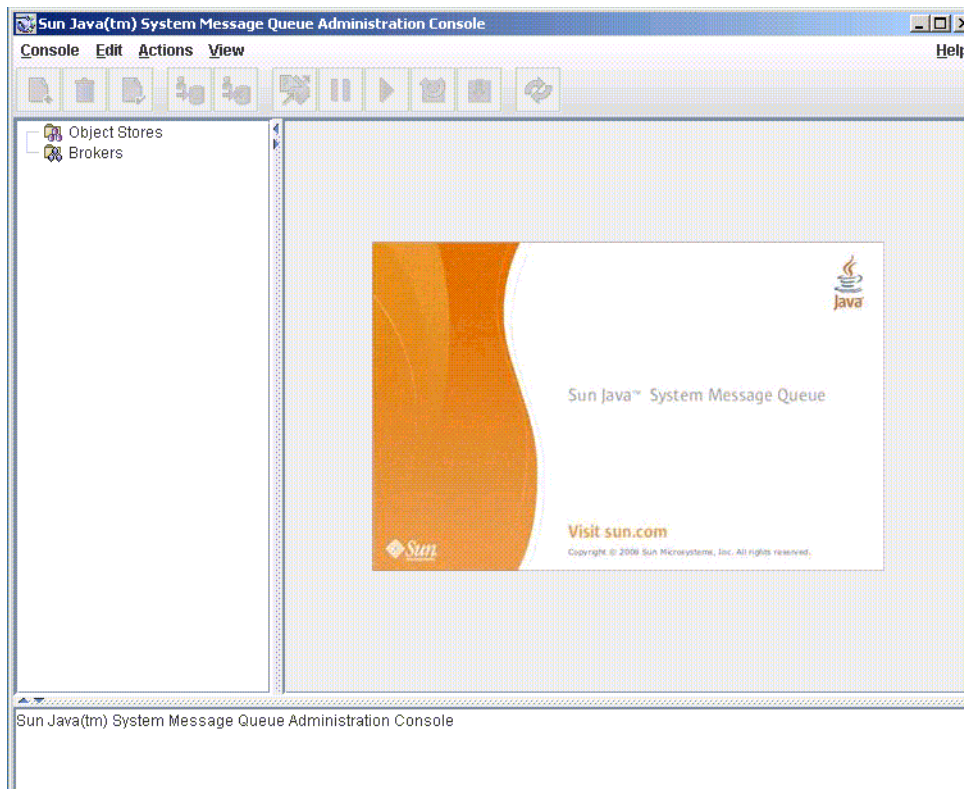 Sun Java(tm) System Message Queue Administration Console
Console Edit Actions View Help
Object Stores
Brokers
Java
Sun Java™ System Message Queue
Visit sun.com
Copyright © 2006 Sun Microsystems, Inc. All rights reserved.
Sun
Sun Java(tm) System Message Queue Administration Console